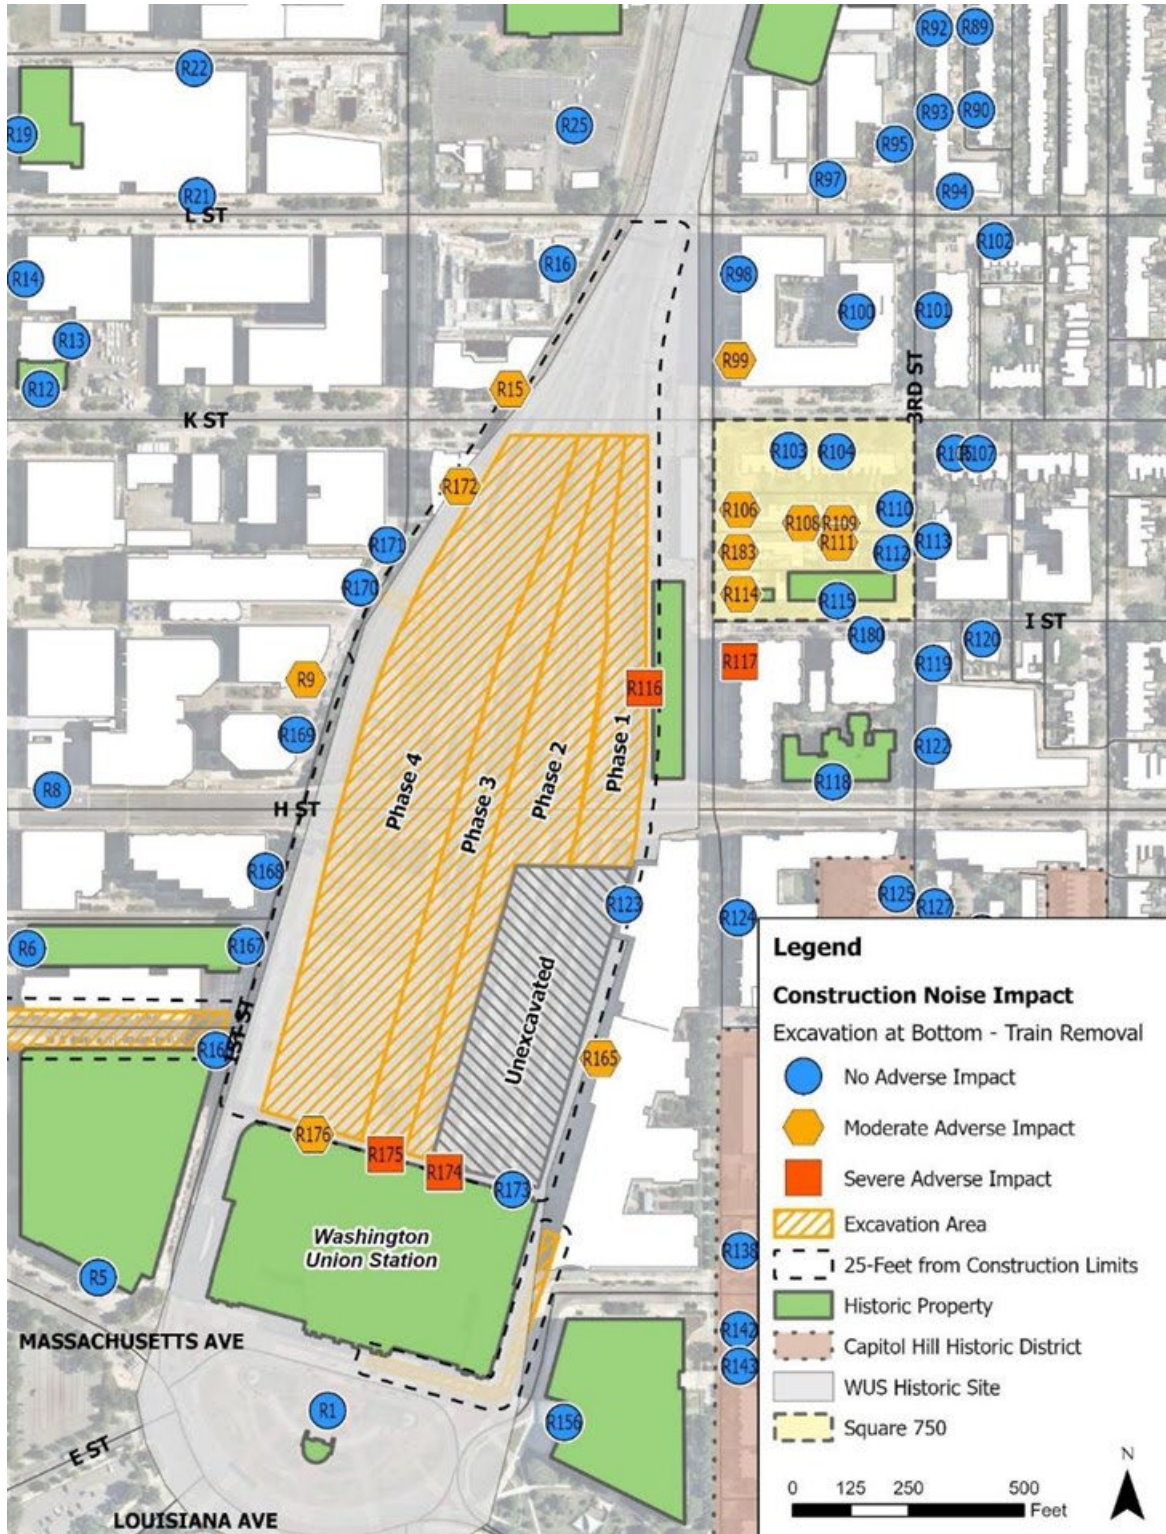 R92
R89
R22
R19
R25
R93
R90
R95
R97
R94
R21
L ST
R102
R14
R16
R98
R13
R100
R101
R12
R15
R99
3RD ST
K ST
R103
R104
R107
R172
R106
R108
R109
R110
R171
R183
R111
R112
R113
R170
R114
R115
I ST
R180
R120
R9
R116
R117
R119
R169
R122
R8
R118
H ST
Phase 4
Phase 3
Phase 2
Phase 1
R168
R123
R124
R125
R127
R6
R167
1ST ST
Unexcavated
R165
R176
R175
R174
R173
Washington
Union Station
R5
R138
R142
R143
MASSACHUSETTS AVE
R1
R156
E ST
LOUISIANA AVE
Legend
Construction Noise Impact
Excavation at Bottom - Train Removal
No Adverse Impact
Moderate Adverse Impact
Severe Adverse Impact
Excavation Area
25-Feet from Construction Limits
Historic Property
Capitol Hill Historic District
WUS Historic Site
Square 750
N
0 125 250 500
Feet